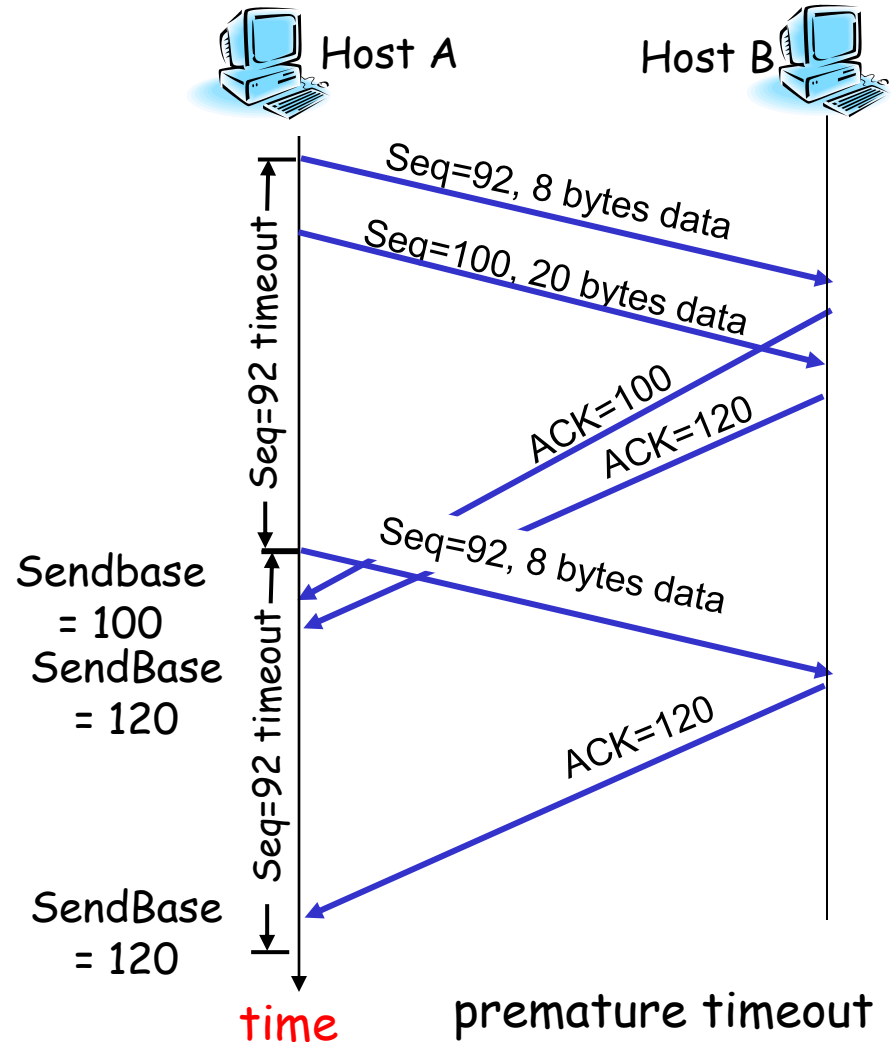 Host A
Host B
Seq=92, 8 bytes data
Seq=100, 20 bytes data
Seq=92 timeout
ACK=100
ACK=120
Seq=92, 8 bytes data
Sendbase
= 100
SendBase
= 120
Seq=92 timeout
ACK=120
SendBase
= 120
time
premature timeout